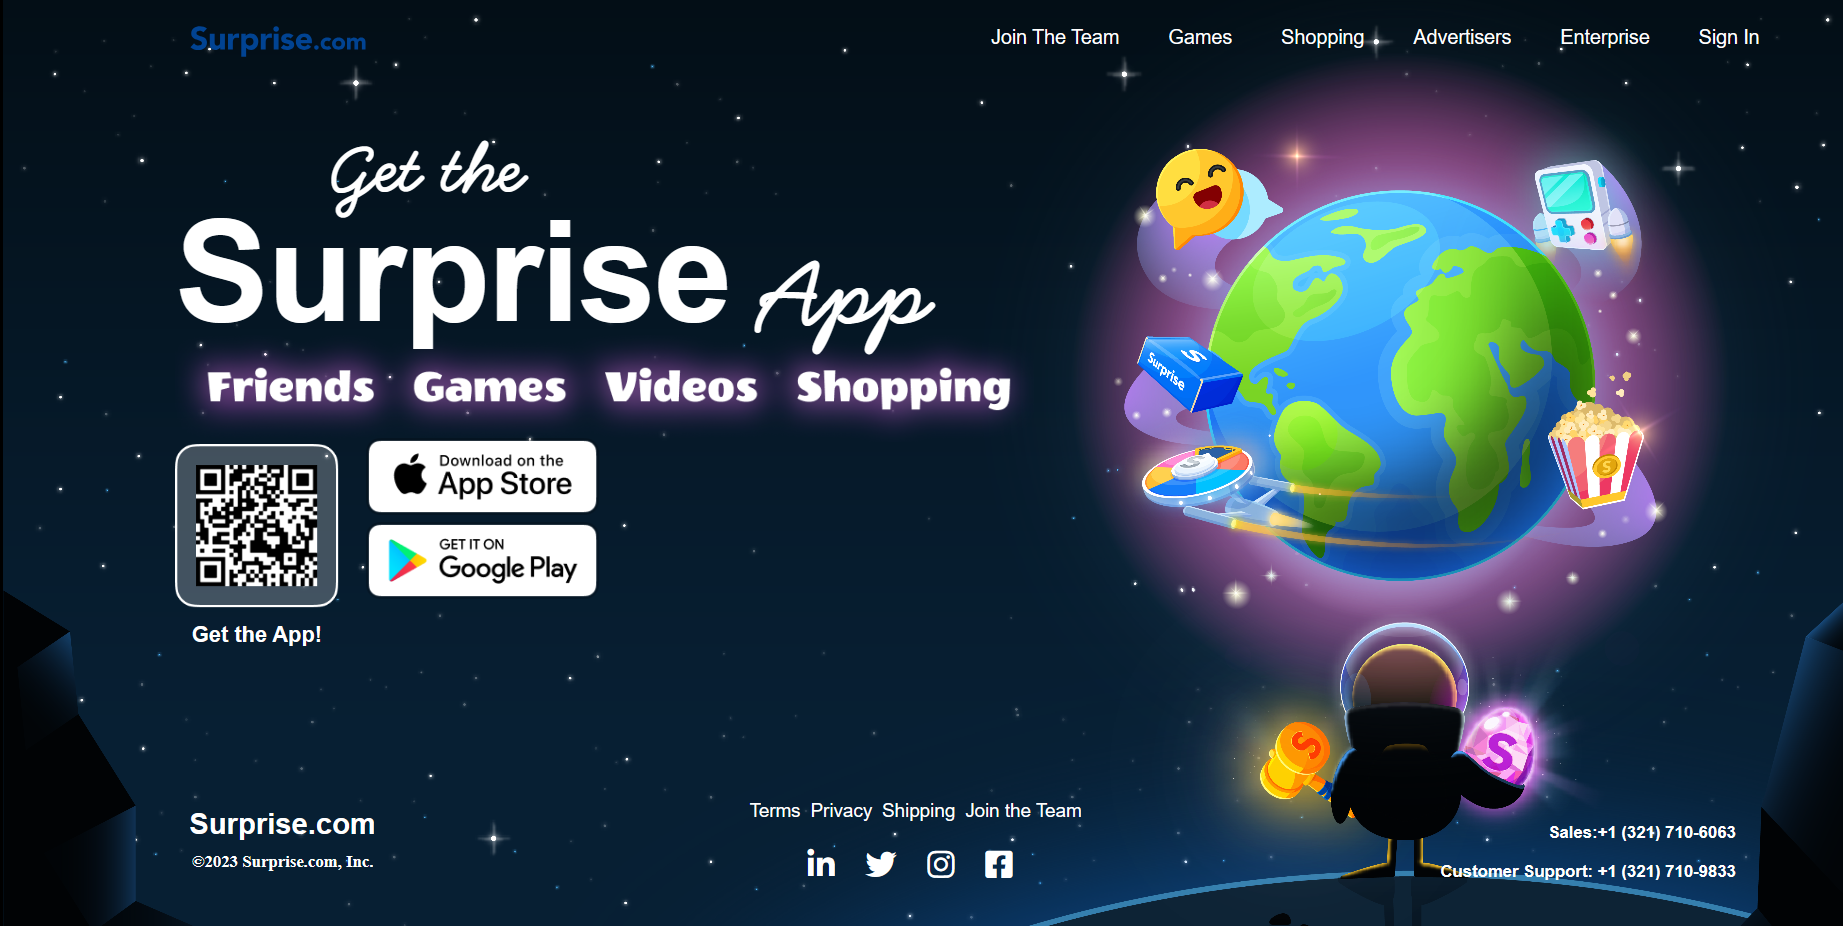 Surprise.com
Join The Team Games Shopping Advertisers Enterprise Sign In
Get the
Surprise App
Friends Games Videos Shopping
Download on the
App Store
GET IT ON
Google Play
Get the App!
S
Surprise
S
S
S
S
Surprise.com
©2023 Surprise.com, Inc.
Terms Privacy Shipping Join the Team
in
Sales:+1 (321) 710-6063
Customer Support: +1 (321) 710-9833